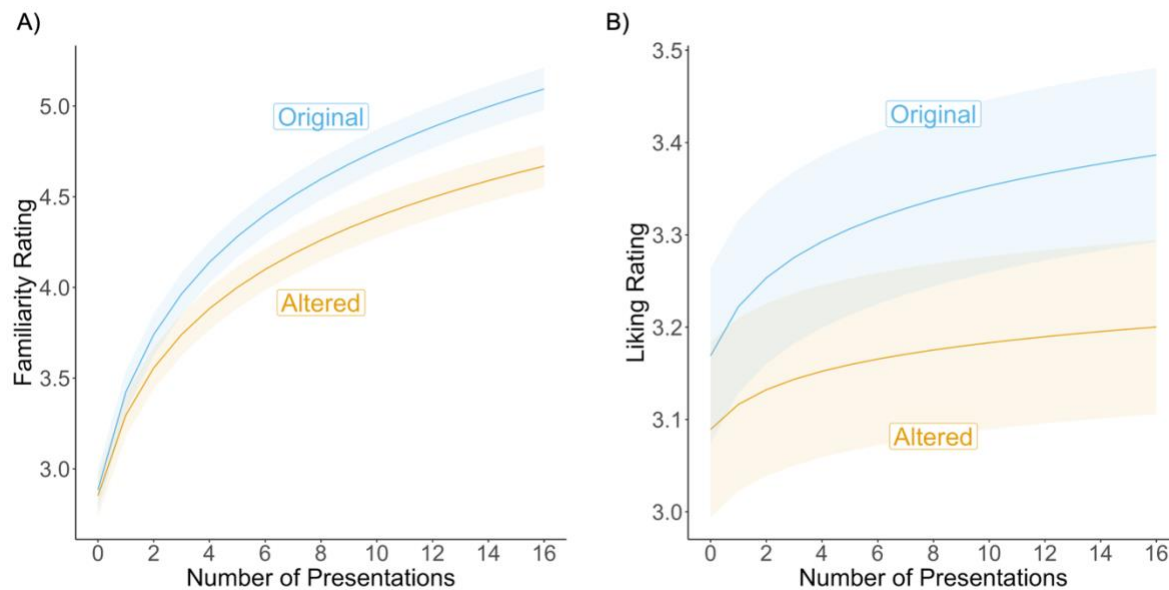 A)
Familiarity Rating
5.0
4.5
4.0
3.5
3.0
Original
Altered
0 2 4 6 8 10 12 14 16
Number of Presentations
B)
Liking Rating
3.5
3.4
3.3
3.2
3.1
3.0
Original
Altered
0 2 4 6 8 10 12 14 16
Number of Presentations